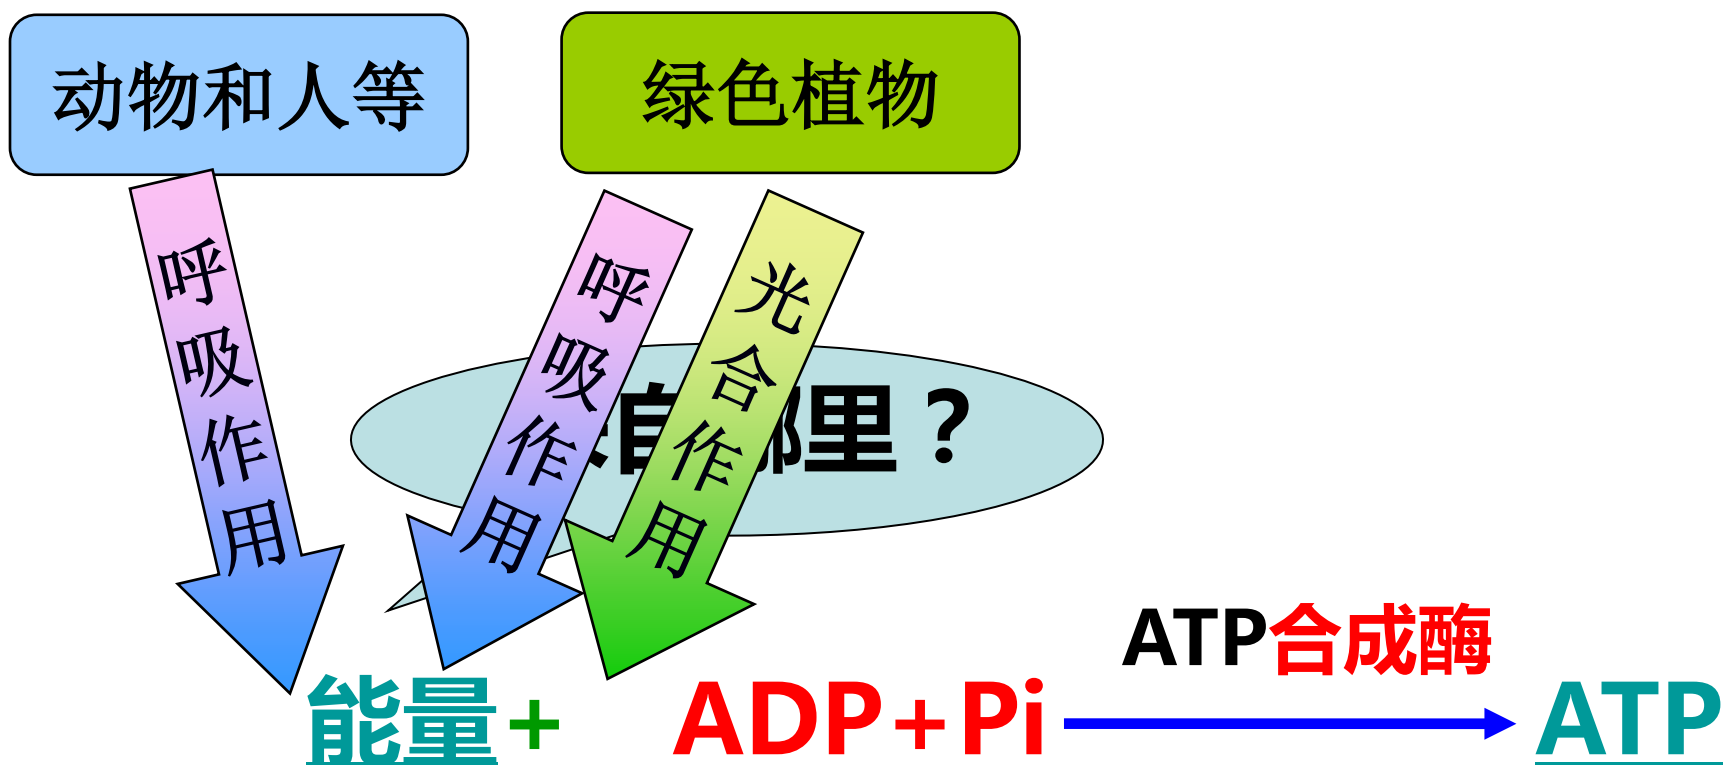 动物和人等
绿色植物
呼吸作用
呼吸作用
光合作用
自哪里？
ATP合成酶
能量+ ADP+Pi ATP